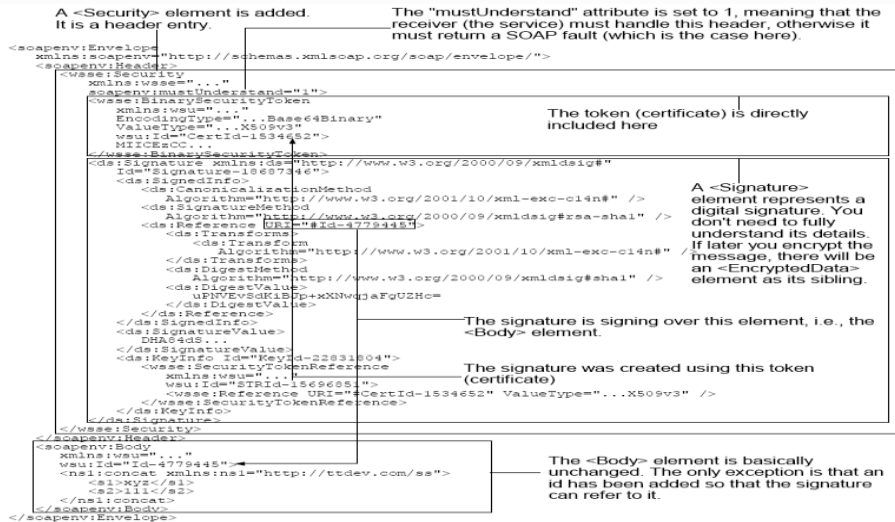 A <Security> element is added.
It is a header entry.
The "mustUnderstand" attribute is set to 1, meaning that the
receiver (the service) must handle this header, otherwise it
must return a SOAP fault (which is the case here).
<soapenv:Envelope
xmlns:soapenv="http://schemas.xmlsoap.org/soap/envelope/">
<soapenv:Header>
<wsse:Security
xmlns:wsse="..."
soapenv:mustUnderstand="1">
<wsse:BinarySecurityToken
xmlns:wsu="..."
EncodingType="...Base64Binary"
ValueType="...X509v3"
wsu:Id="CertId-1534652">
MIICEzCC...
</wsse:BinarySecurityToken>
The token (certificate) is directly
included here
<ds:Signature xmlns:ds="http://www.w3.org/2000/09/xmldsig#"
Id="Signature-18687346">
<ds:SignedInfo>
<ds:CanonicalizationMethod
Algorithm="http://www.w3.org/2001/10/xml-exc-c14n#" />
<ds:SignatureMethod
Algorithm="http://www.w3.org/2000/09/xmldsig#rsa-sha1" />
<ds:Reference URI="#Id-4779445">
<ds:Transforms>
<ds:Transform
Algorithm="http://www.w3.org/2001/10/xml-exc-c14n#" />
</ds:Transforms>
<ds:DigestMethod
Algorithm="http://www.w3.org/2000/09/xmldsig#sha1" />
<ds:DigestValue>
uPNVEvSdKiBJp+xXNwqjaFgUZHc=
</ds:DigestValue>
</ds:Reference>
</ds:SignedInfo>
<ds:SignatureValue>
DHA84dS...
</ds:SignatureValue>
<ds:KeyInfo Id="KeyId-22831804">
<wsse:SecurityTokenReference
xmlns:wsu="..."
wsu:Id="STRId-15696851">
<wsse:Reference URI="#CertId-1534652" ValueType="...X509v3" />
</wsse:SecurityTokenReference>
</ds:KeyInfo>
</ds:Signature>
</wsse:Security>
</soapenv:Header>
A <Signature>
element represents a
digital signature. You
don't need to fully
understand its details.
If later you encrypt the
message, there will be
an <EncryptedData>
element as its sibling.
The signature is signing over this element, i.e., the
<Body> element.
The signature was created using this token
(certificate)
<soapenv:Body
xmlns:wsu="..."
wsu:Id="Id-4779445">
<ns1:concat xmlns:ns1="http://ttdev.com/ss">
<s1>xyz</s1>
<s2>111</s2>
</ns1:concat>
</soapenv:Body>
</soapenv:Envelope>
The <Body> element is basically
unchanged. The only exception is that an
id has been added so that the signature
can refer to it.